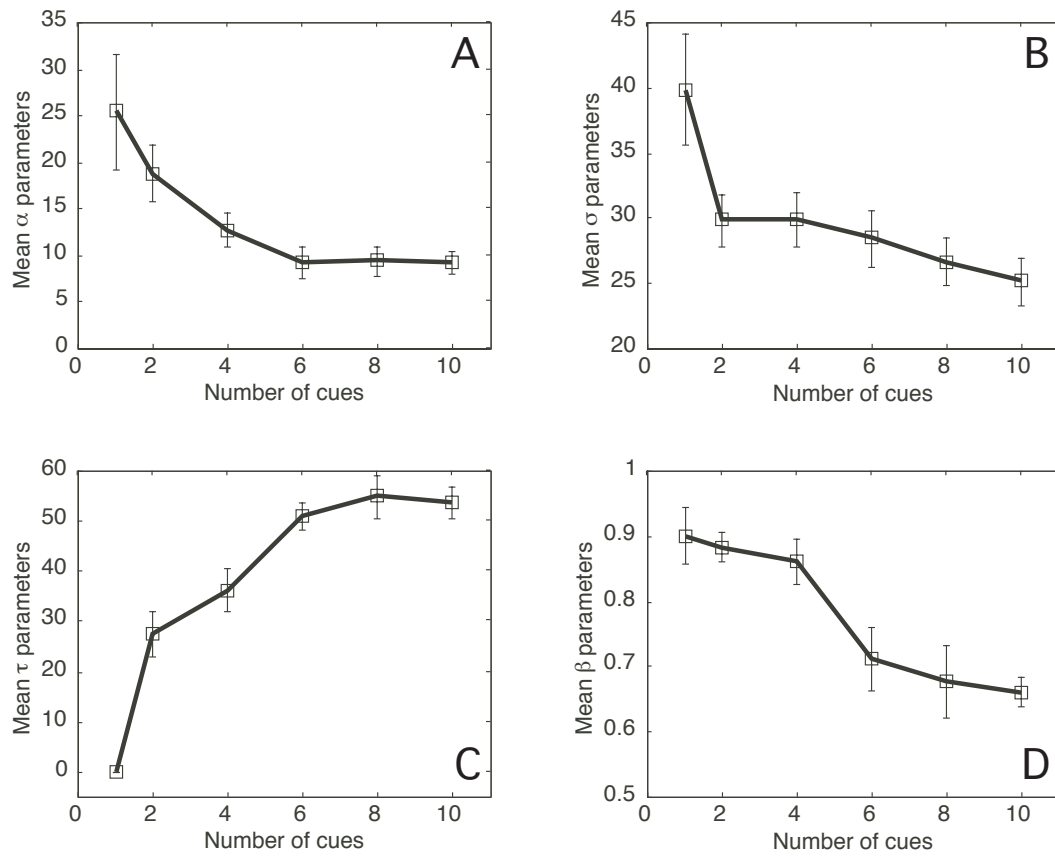 A
Mean α parameters
35
30
25
20
15
10
5
0
0 2 4 6 8 10
Number of cues
B
Mean σ parameters
45
40
35
30
25
20
0 2 4 6 8 10
Number of cues
C
Mean τ parameters
60
50
40
30
20
10
0
0 2 4 6 8 10
Number of cues
D
Mean β parameters
1
0.9
0.8
0.7
0.6
0.5
0 2 4 6 8 10
Number of cues